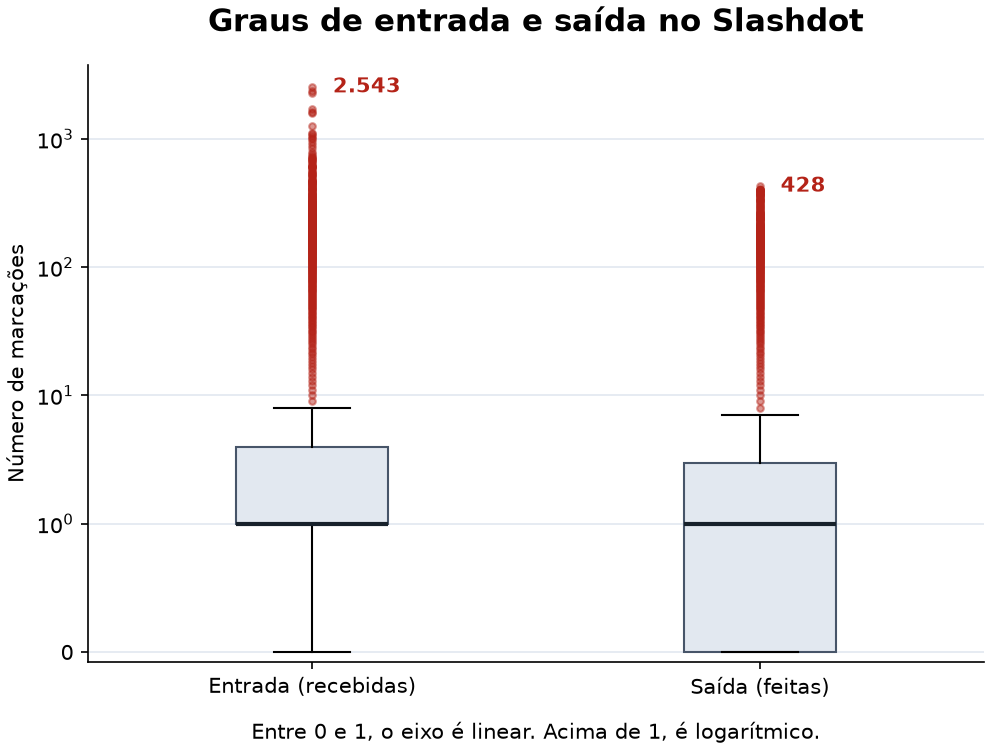 Graus de entrada e saída no Slashdot
Número de marcações
10³
10²
10¹
10⁰
0
2.543
428
Entrada (recebidas)
Saída (feitas)
Entre 0 e 1, o eixo é linear. Acima de 1, é logarítmico.